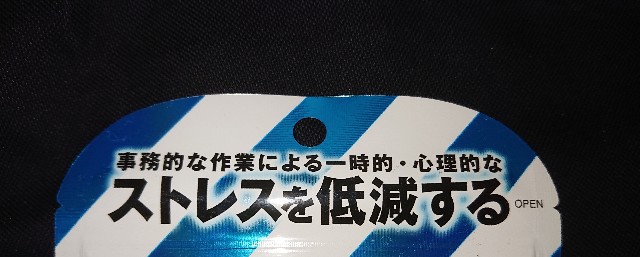 事務的な作業による一時的・心理的な
ストレスを低減する
OPEN